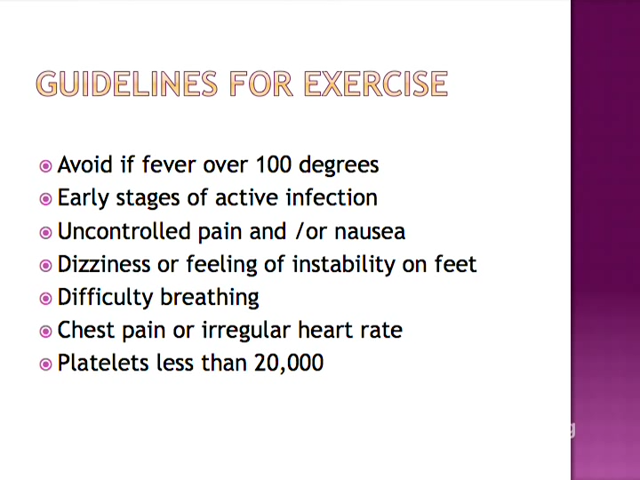 GUIDELINES FOR EXERCISE
Avoid if fever over 100 degrees
Early stages of active infection
Uncontrolled pain and /or nausea
Dizziness or feeling of instability on feet
Difficulty breathing
Chest pain or irregular heart rate
Platelets less than 20,000